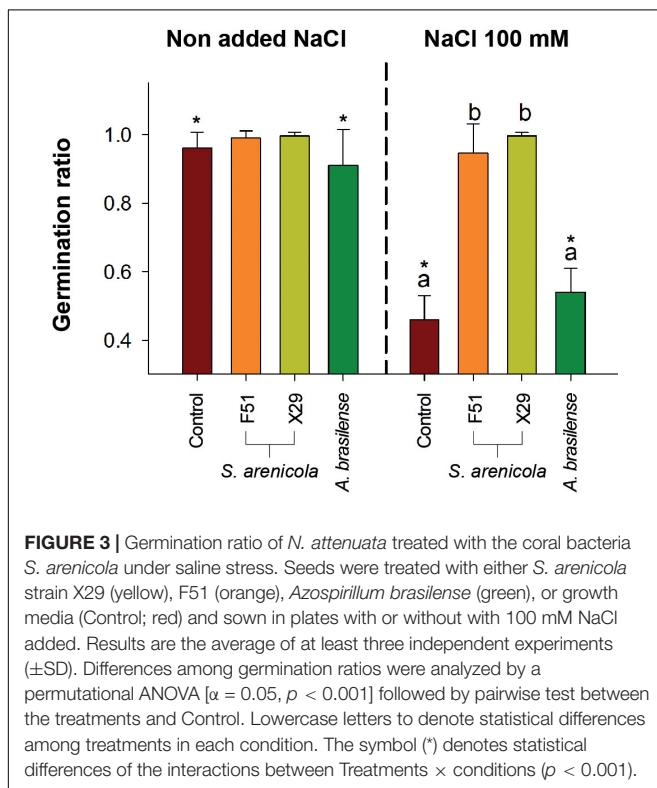 Non added NaCl
NaCl 100 mM
* * b b
1.0
* a
* a
0.8
0.6
0.4
Germination ratio
Control
F51
X29
A. brasilense
Control
F51
X29
A. brasilense
S. arenicola
S. arenicola
FIGURE 3 | Germination ratio of N. attenuata treated with the coral bacteria
S. arenicola under saline stress. Seeds were treated with either S. arenicola
strain X29 (yellow), F51 (orange), Azospirillum brasilense (green), or growth
media (Control; red) and sown in plates with or without with 100 mM NaCl
added. Results are the average of at least three independent experiments
(±SD). Differences among germination ratios were analyzed by a
permutational ANOVA [α = 0.05, p < 0.001] followed by pairwise test between
the treatments and Control. Lowercase letters to denote statistical differences
among treatments in each condition. The symbol (*) denotes statistical
differences of the interactions between Treatments × conditions (p < 0.001).